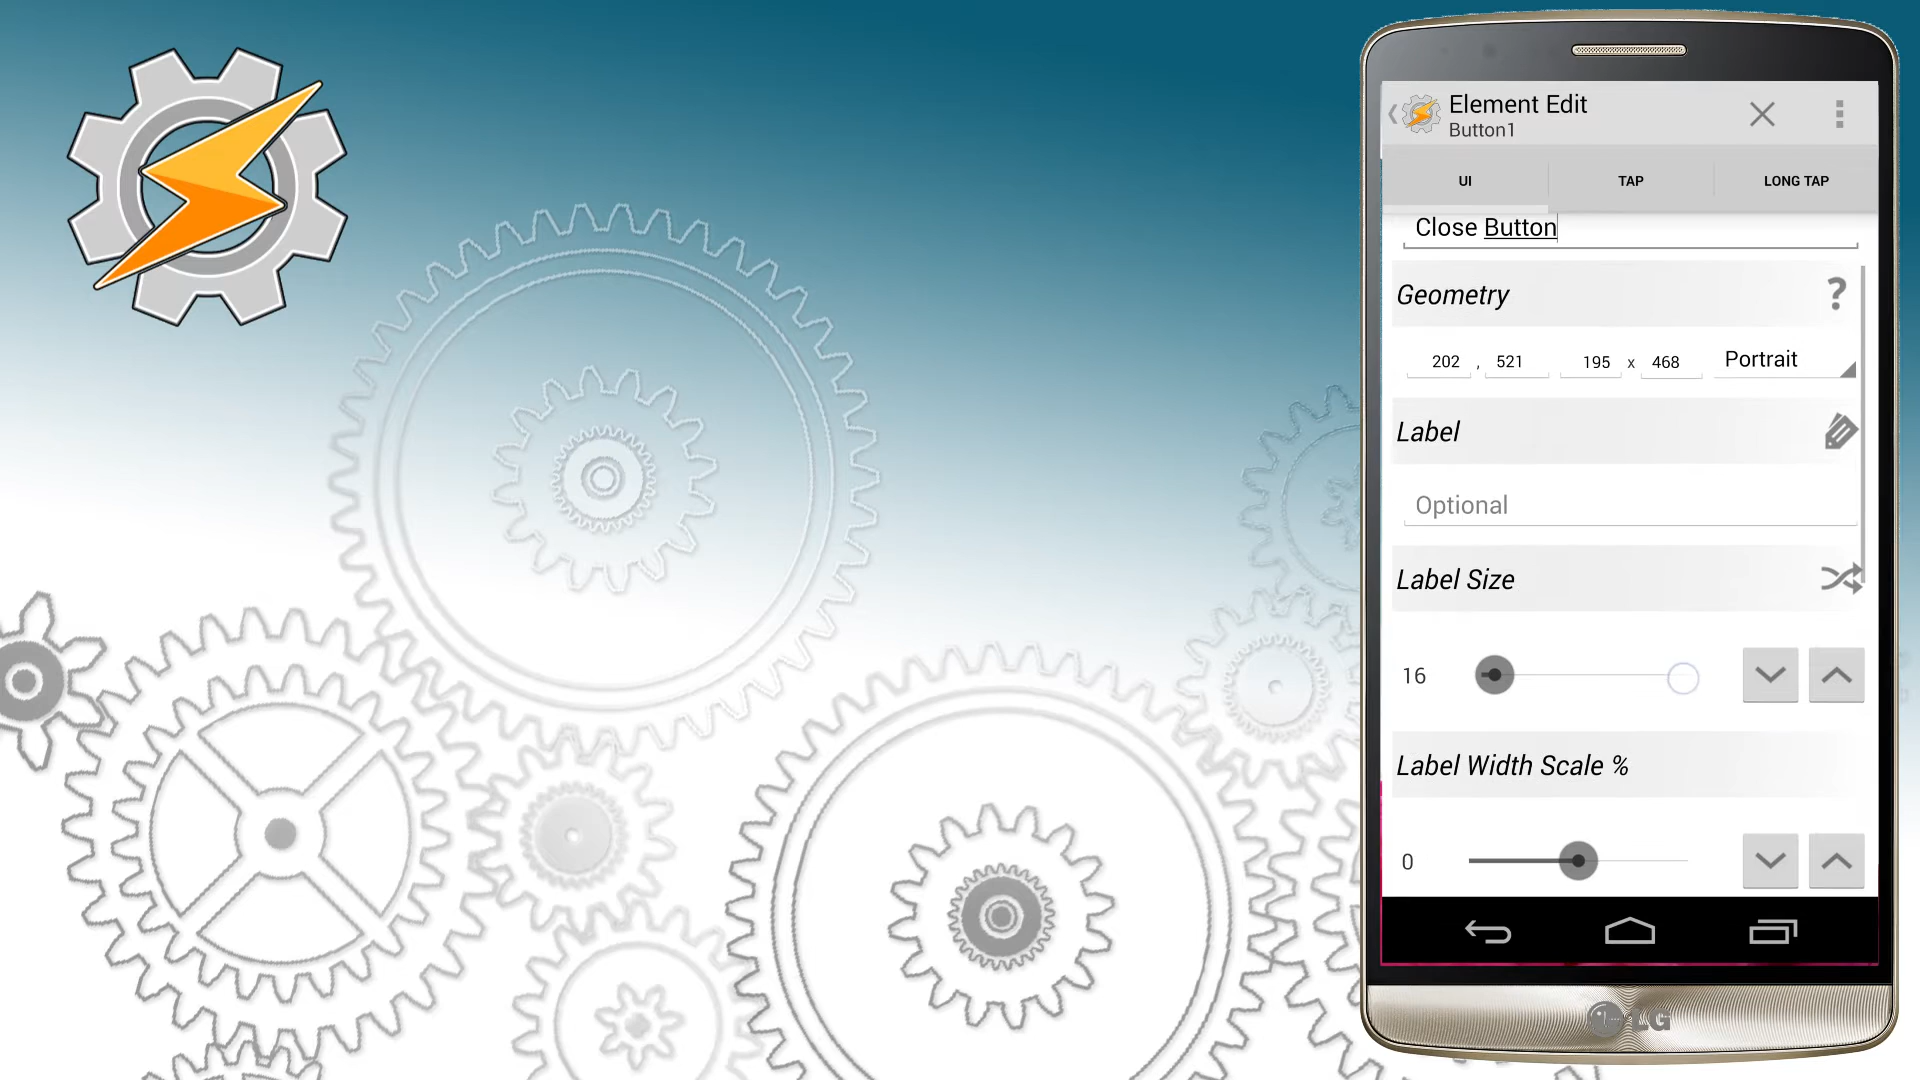 Element Edit
Button1
UI
TAP
LONG TAP
Close Button
Geometry
?
202 , 521 195 x 468 Portrait
Label
Optional
Label Size
16
Label Width Scale %
0
LG